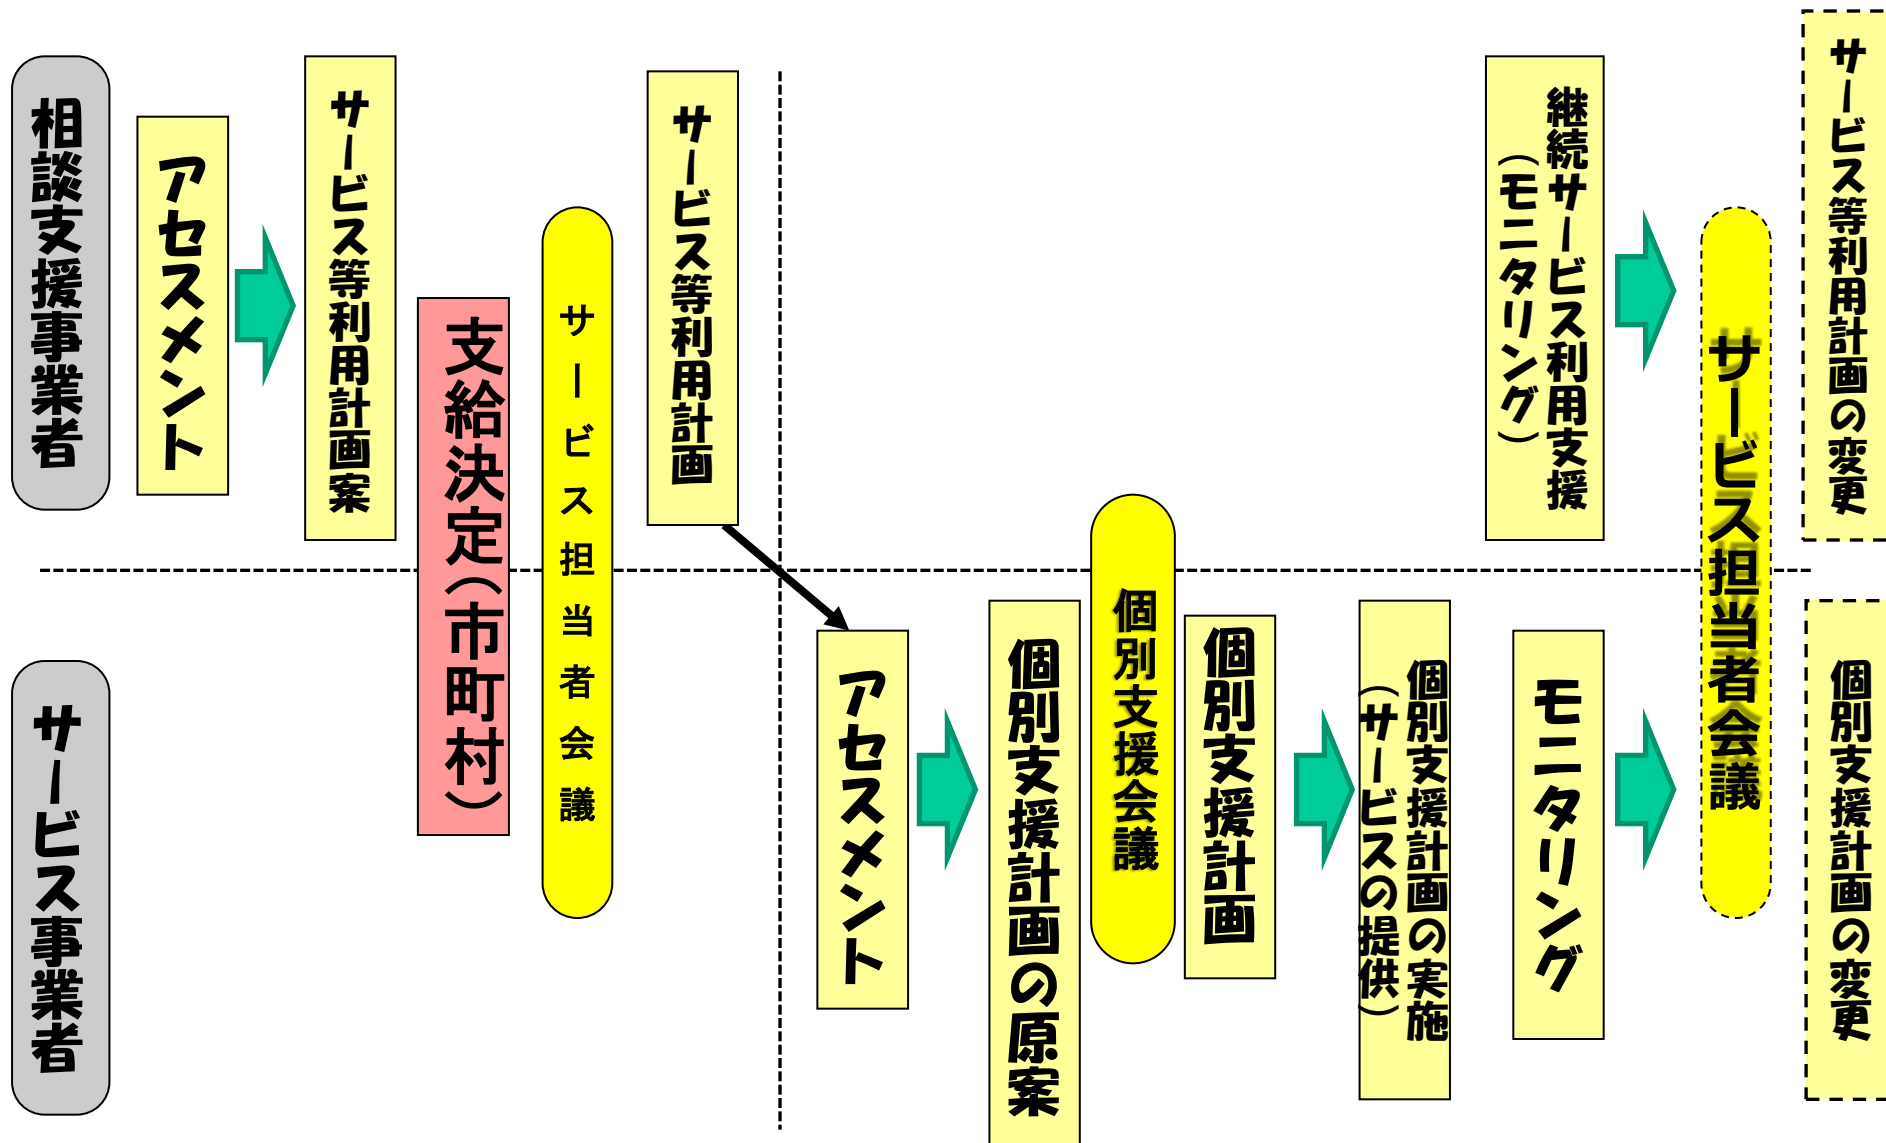 相談支援事業者
アセスメント
サービス等利用計画案
支給決定（市町村）
サービス担当者会議
サービス等利用計画
継続サービス利用支援
（モニタリング）
サービス担当者会議
サービス等利用計画の変更
サービス事業者
アセスメント
個別支援計画の原案
個別支援会議
個別支援計画
個別支援計画の実施
（サービスの提供）
モニタリング
個別支援計画の変更